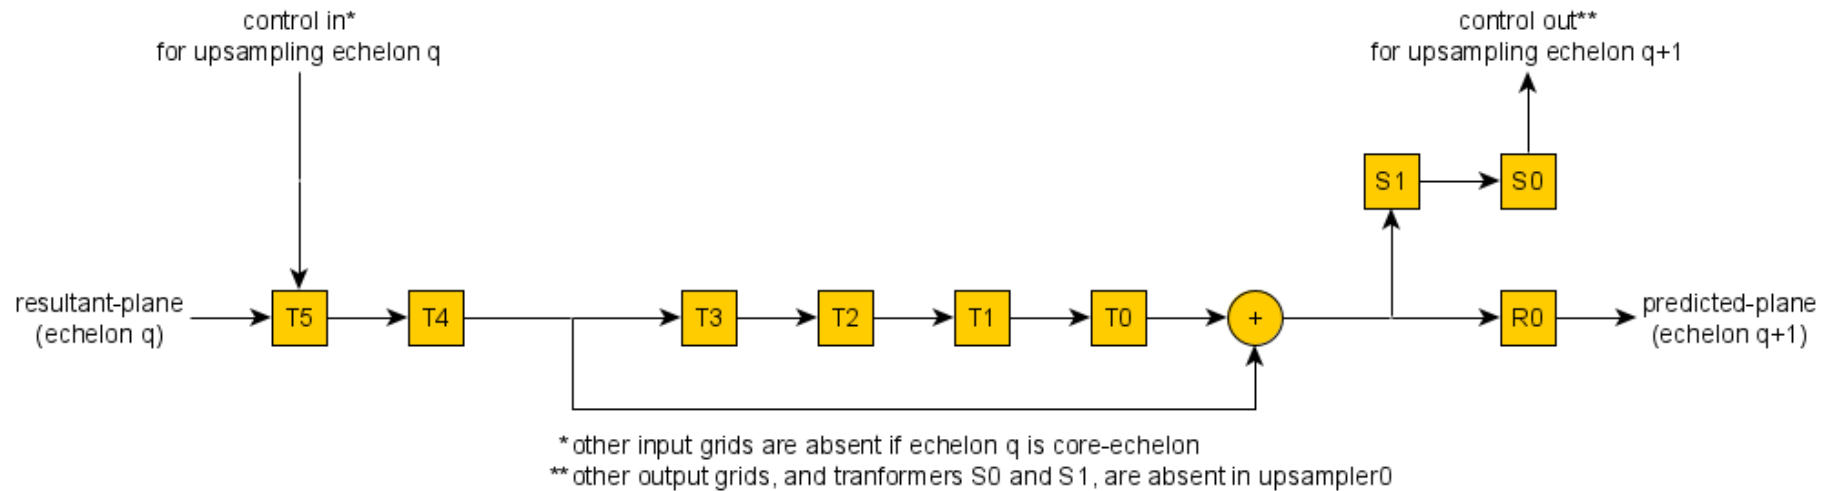 control in*
for upsampling echelon q
control out**
for upsampling echelon q+1
S1
S0
resultant-plane
(echelon q)
T5
T4
T3
T2
T1
T0
+
R0
predicted-plane
(echelon q+1)
*other input grids are absent if echelon q is core-echelon
**other output grids, and tranformers S0 and S1, are absent in upsampler0